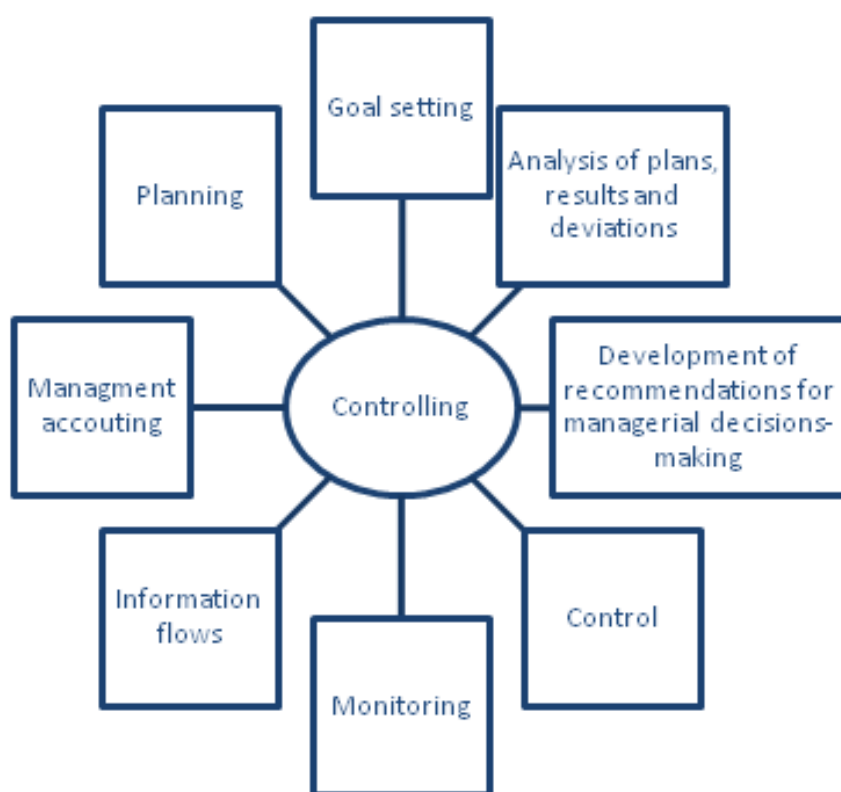 Goal setting
Analysis of plans,
results and
deviations
Planning
Development of
recommendations for
managerial decisions-
making
Managment
accouting
Controlling
Information
flows
Control
Monitoring